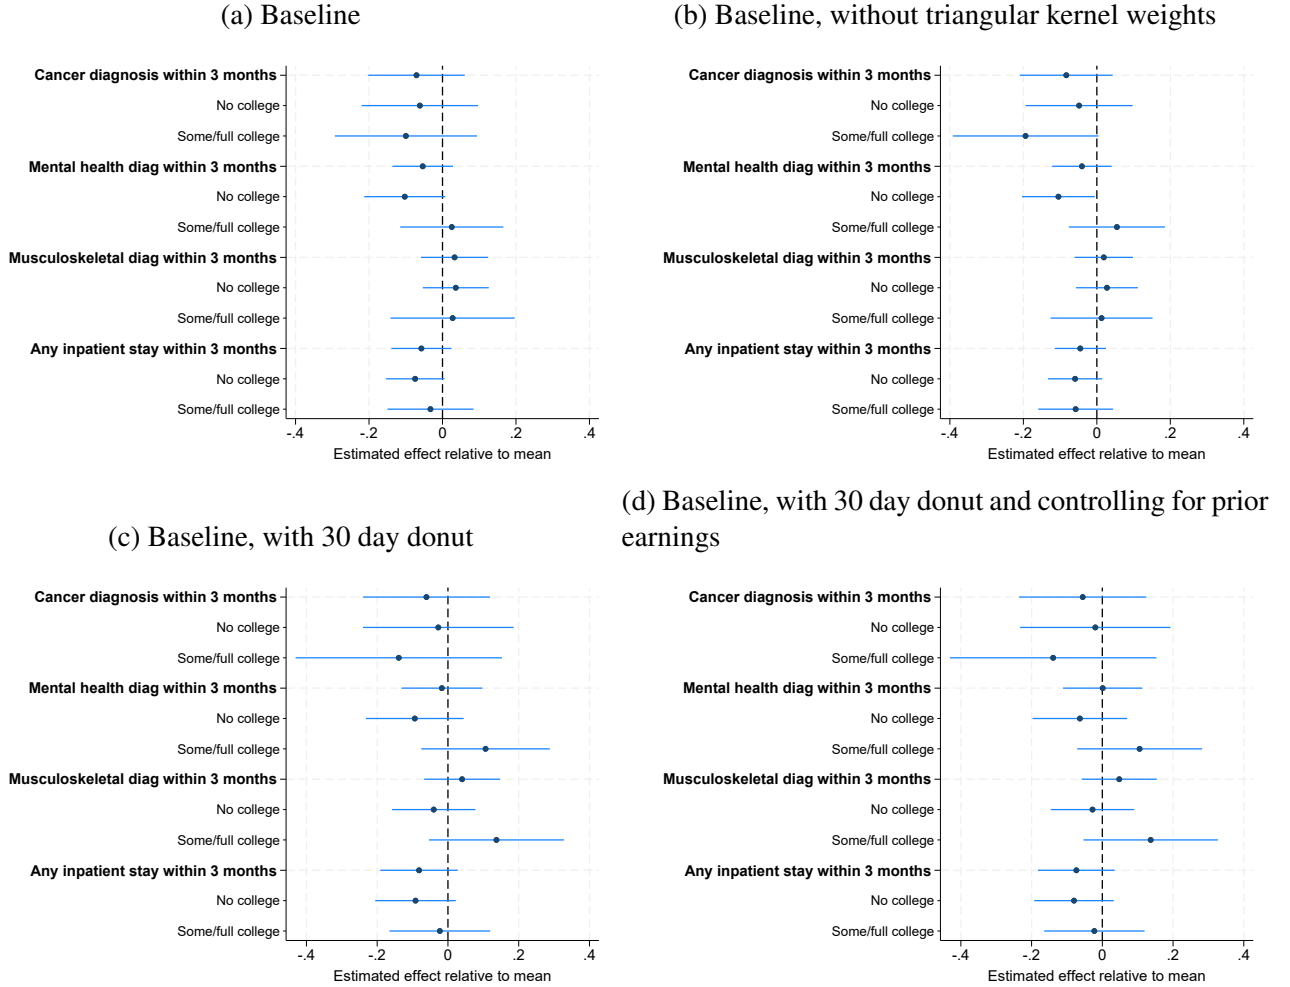 (a) Baseline
Cancer diagnosis within 3 months
No college
Some/full college
Mental health diag within 3 months
No college
Some/full college
Musculoskeletal diag within 3 months
No college
Some/full college
Any inpatient stay within 3 months
No college
Some/full college
-.4 -.2 0 .2 .4
Estimated effect relative to mean
(b) Baseline, without triangular kernel weights
Cancer diagnosis within 3 months
No college
Some/full college
Mental health diag within 3 months
No college
Some/full college
Musculoskeletal diag within 3 months
No college
Some/full college
Any inpatient stay within 3 months
No college
Some/full college
-.4 -.2 0 .2 .4
Estimated effect relative to mean
(c) Baseline, with 30 day donut
Cancer diagnosis within 3 months
No college
Some/full college
Mental health diag within 3 months
No college
Some/full college
Musculoskeletal diag within 3 months
No college
Some/full college
Any inpatient stay within 3 months
No college
Some/full college
-.4 -.2 0 .2 .4
Estimated effect relative to mean
(d) Baseline, with 30 day donut and controlling for prior
earnings
Cancer diagnosis within 3 months
No college
Some/full college
Mental health diag within 3 months
No college
Some/full college
Musculoskeletal diag within 3 months
No college
Some/full college
Any inpatient stay within 3 months
No college
Some/full college
-.4 -.2 0 .2 .4
Estimated effect relative to mean